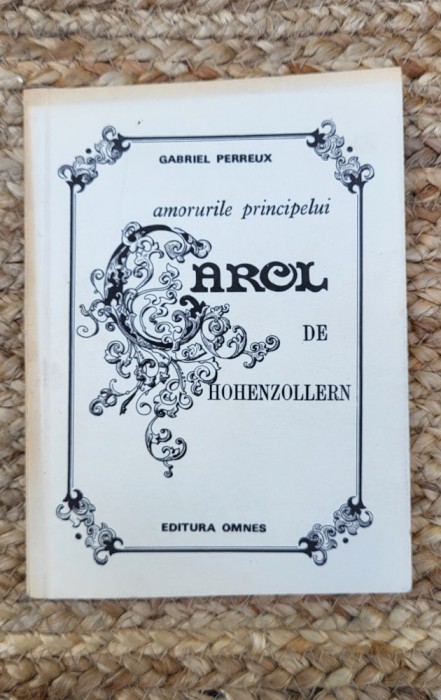 GABRIEL PERREUX
amorurile principelui
CAROL
DE
HOHENZOLLERN
EDITURA OMNES